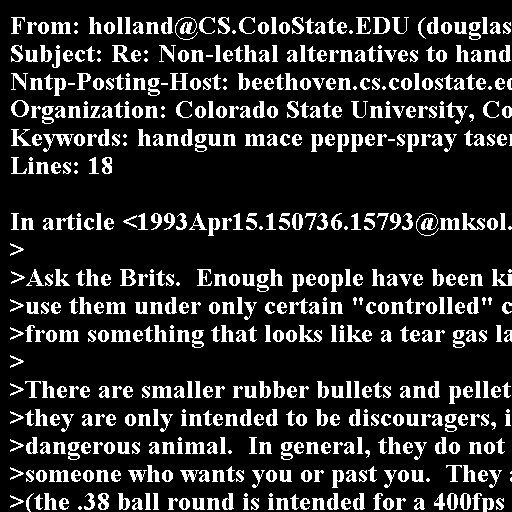 From: holland@CS.ColoState.EDU (douglas
Subject: Re: Non-lethal alternatives to hand
Nntp-Posting-Host: beethoven.cs.colostate.ed
Organization: Colorado State University, Co
Keywords: handgun mace pepper-spray taser
Lines: 18

In article <1993Apr15.150736.15793@mksol.
>
>Ask the Brits.  Enough people have been ki
>use them under only certain "controlled" c
>from something that looks like a tear gas la
>
>There are smaller rubber bullets and pellet
>they are only intended to be discouragers, i
>dangerous animal.  In general, they do not
>someone who wants you or past you.  They a
>(the .38 ball round is intended for a 400fps